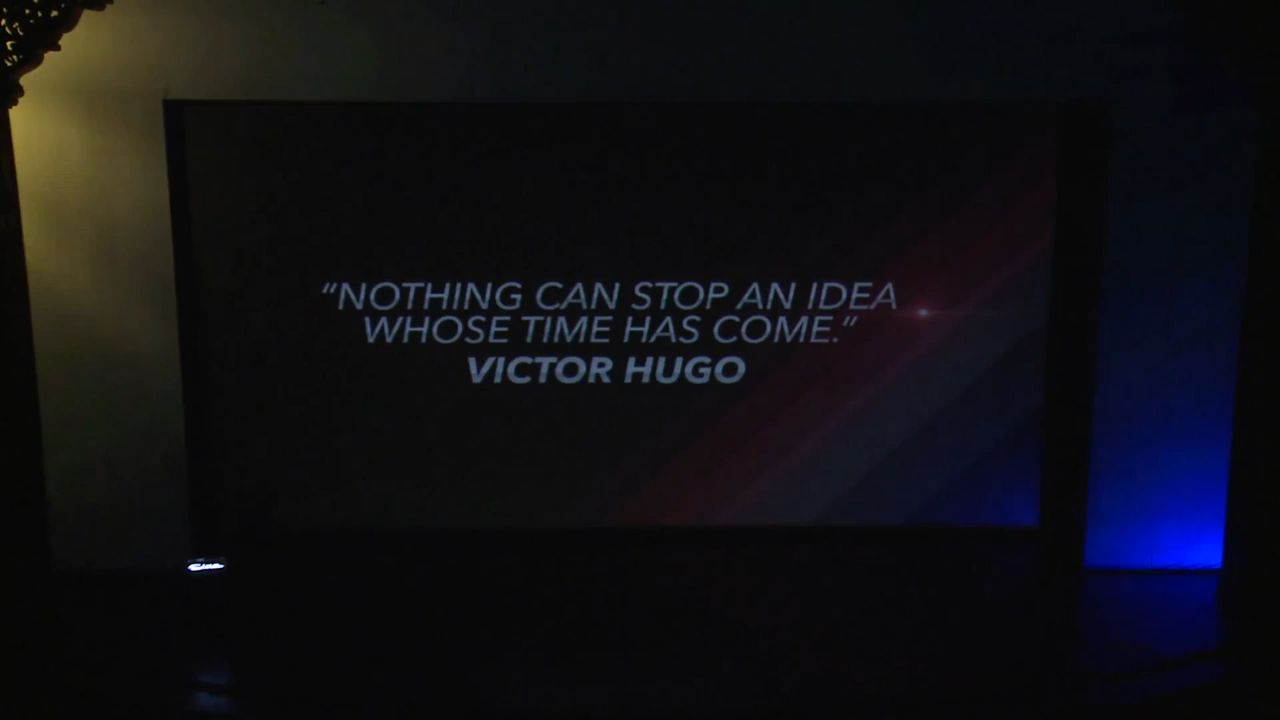 “NOTHING CAN STOP AN IDEA
WHOSE TIME HAS COME.“
VICTOR HUGO